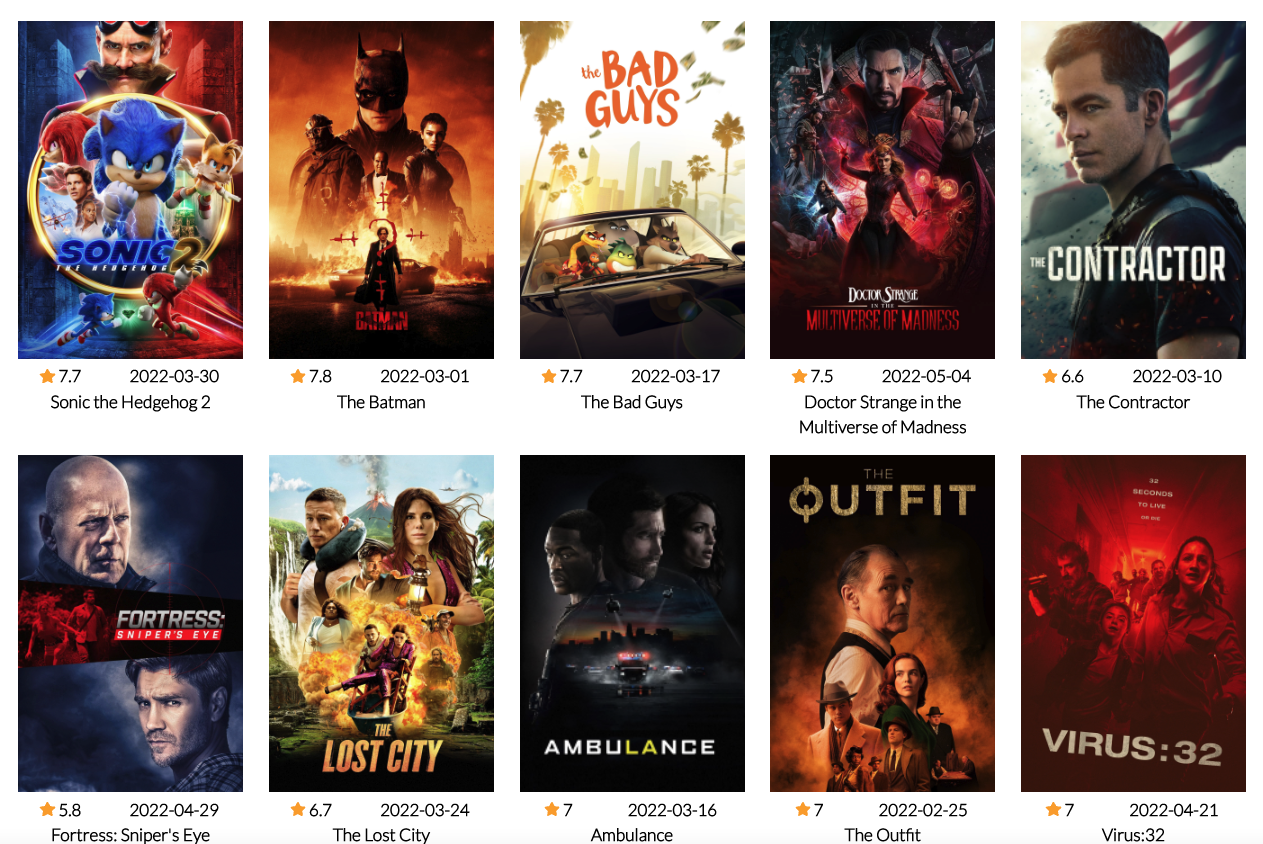 SONIC 2
THE HEDGEHOG
THE
BATMAN
the BAD
GUYS
DOCTOR STRANGE
IN THE
MULTIVERSE OF MADNESS
THE CONTRACTOR
7.7 2022-03-30
Sonic the Hedgehog 2
7.8 2022-03-01
The Batman
7.7 2022-03-17
The Bad Guys
7.5 2022-05-04
Doctor Strange in the
Multiverse of Madness
6.6 2022-03-10
The Contractor
FORTRESS:
SNIPER'S EYE
THE
LOST CITY
AMBULANCE
THE
OUTFIT
32
SECONDS
TO LIVE
OR DIE
VIRUS:32
5.8 2022-04-29
Fortress: Sniper's Eye
6.7 2022-03-24
The Lost City
7 2022-03-16
Ambulance
7 2022-02-25
The Outfit
7 2022-04-21
Virus:32